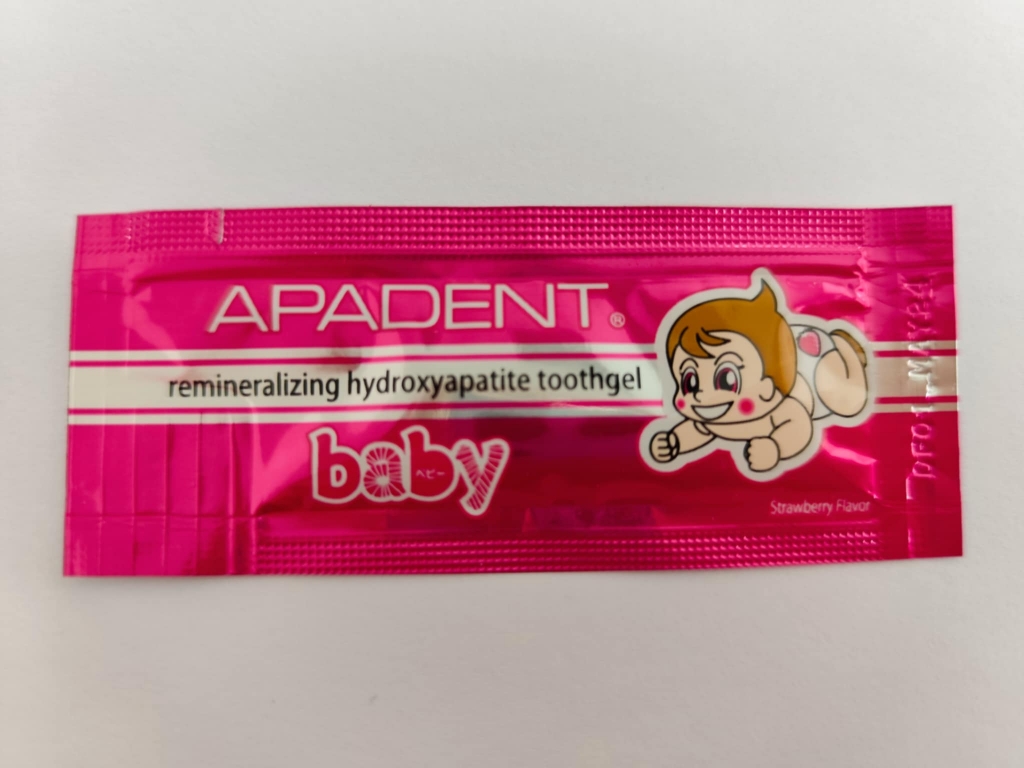 APADENT®
remineralizing hydroxyapatite toothgel
baby
ベビー
Strawberry Flavor